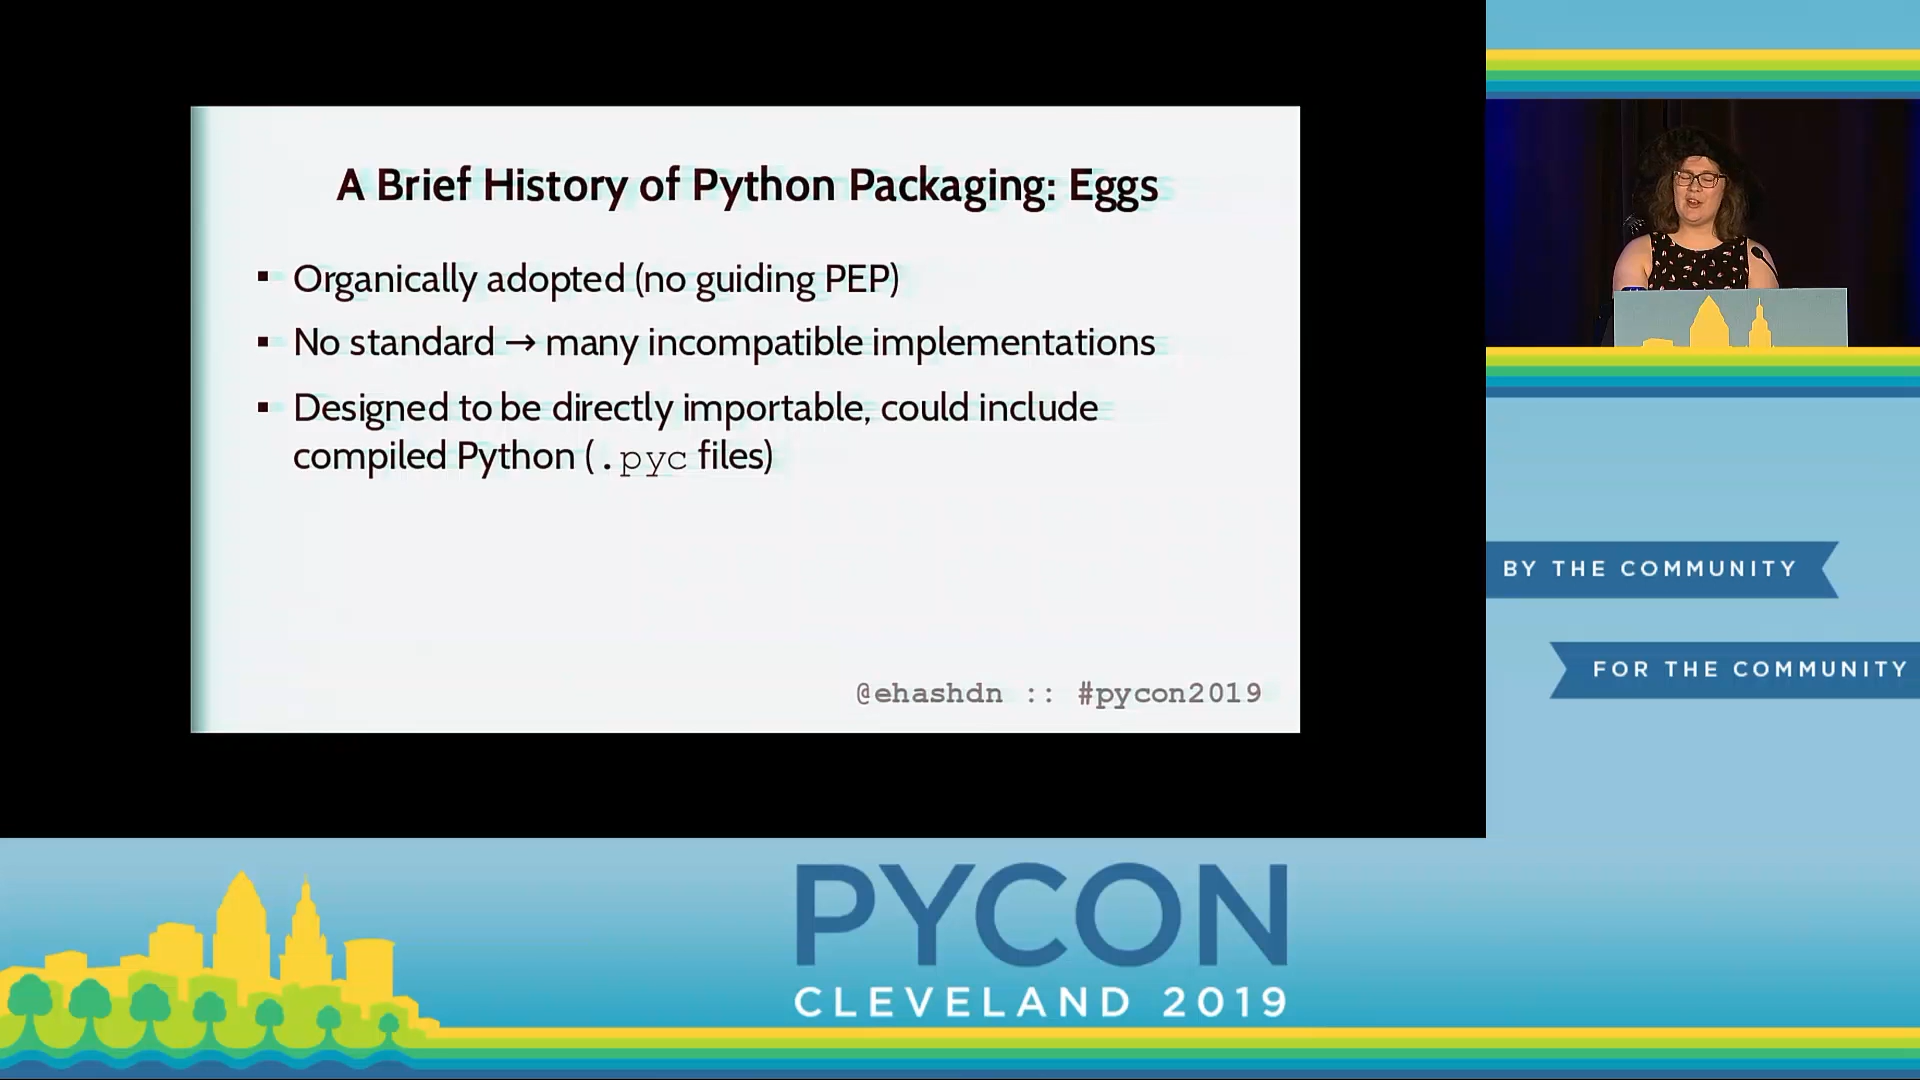 A Brief History of Python Packaging: Eggs
▪ Organically adopted (no guiding PEP)
▪ No standard → many incompatible implementations
▪ Designed to be directly importable, could include
compiled Python (.pyc files)
@ehashdn :: #pycon2019
BY THE COMMUNITY
FOR THE COMMUNITY
PYCON
CLEVELAND 2019